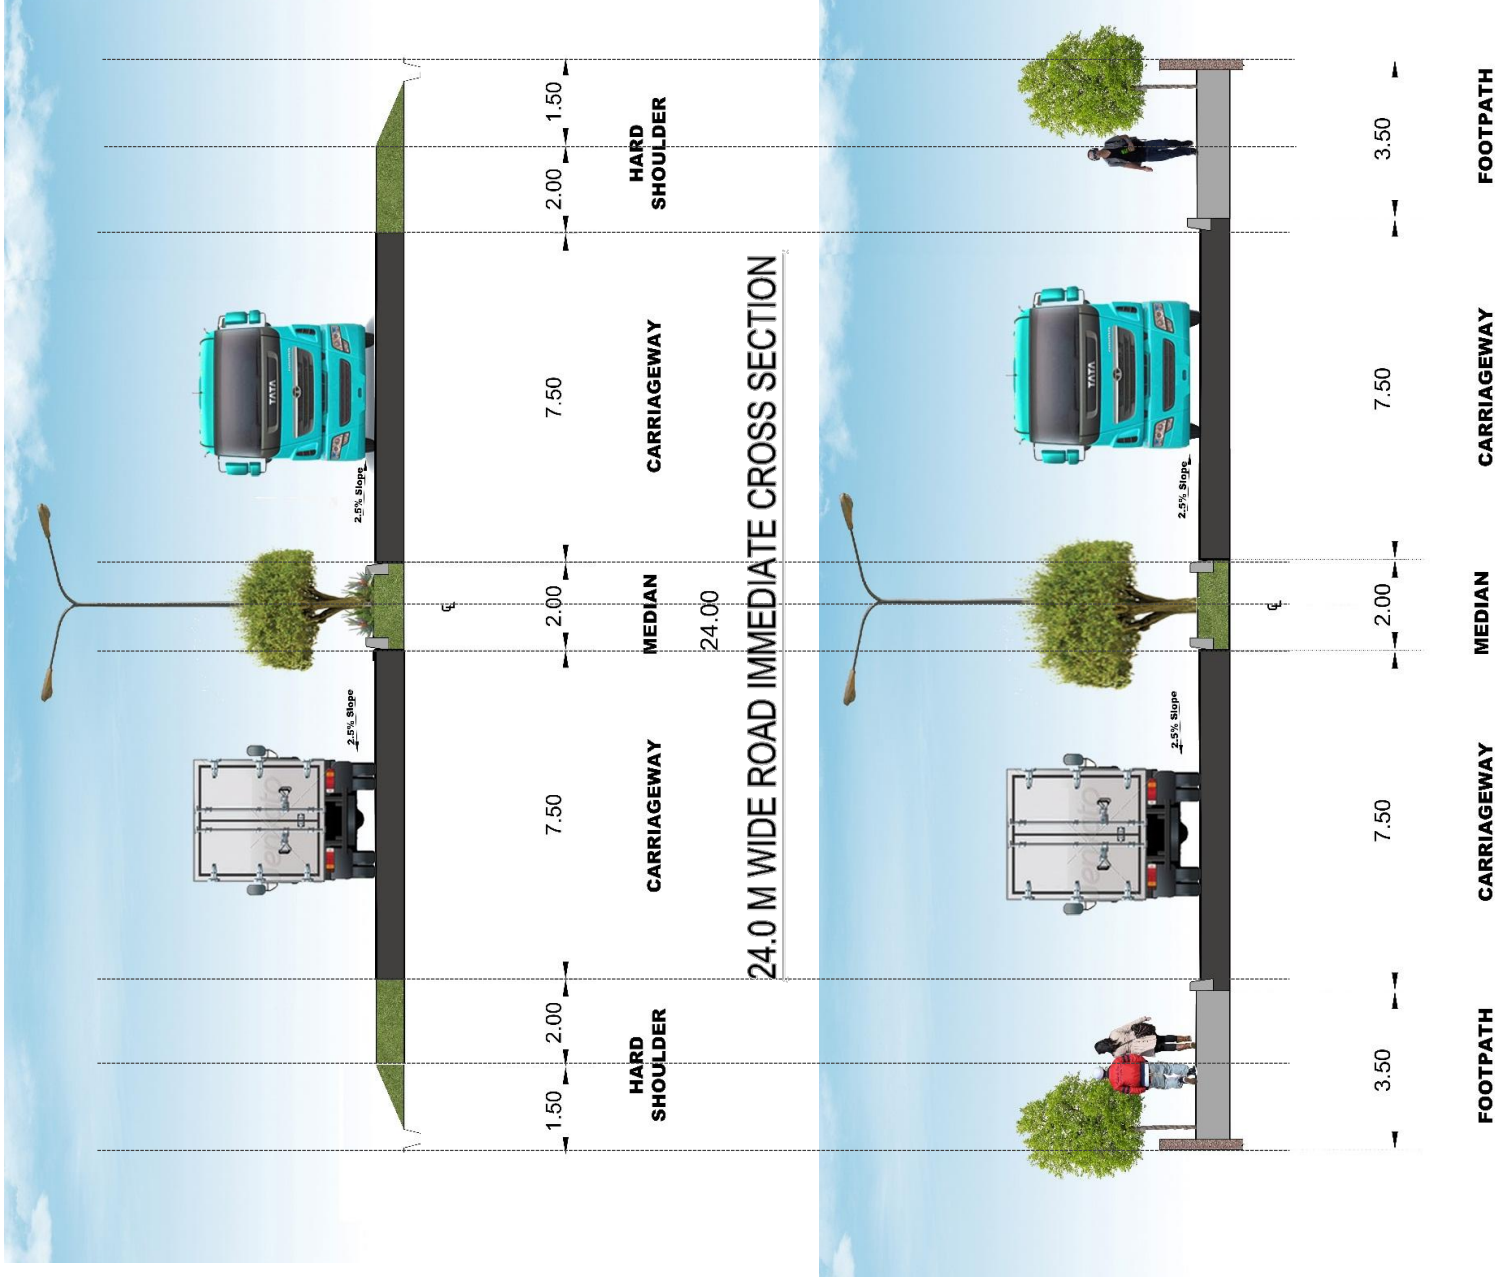 TATA
2.5% Slope
2.5% Slope
℄
1.50 2.00 7.50 2.00 7.50 2.00 1.50
HARD SHOULDER CARRIAGEWAY MEDIAN CARRIAGEWAY HARD SHOULDER
24.00
24.0 M WIDE ROAD IMMEDIATE CROSS SECTION
TATA
2.5% Slope
2.5% Slope
℄
3.50 7.50 2.00 7.50 3.50
FOOTPATH CARRIAGEWAY MEDIAN CARRIAGEWAY FOOTPATH